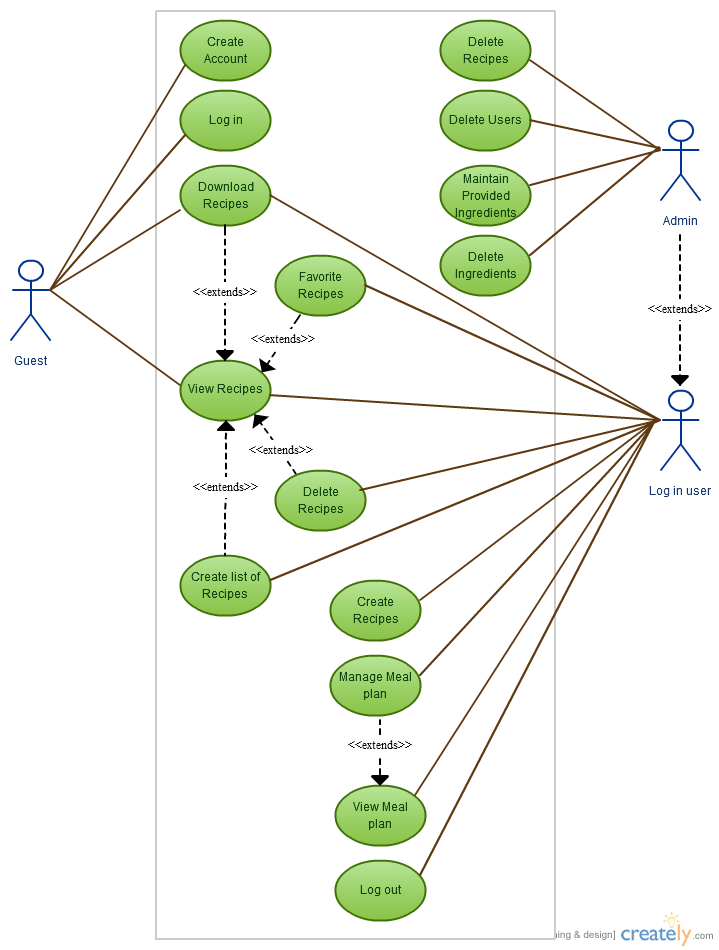 Create
Account
Delete
Recipes
Log in
Delete Users
Download
Recipes
Maintain
Provided
Ingredients
Admin
Delete
Ingredients
Favorite
Recipes
<<extends>>
<<extends>>
<<extends>>
Guest
View Recipes
<<extends>>
Log in user
<<entends>>
Delete
Recipes
Create list of
Recipes
Create
Recipes
Manage Meal
plan
<<extends>>
View Meal
plan
Log out
ing & design]
creately.com